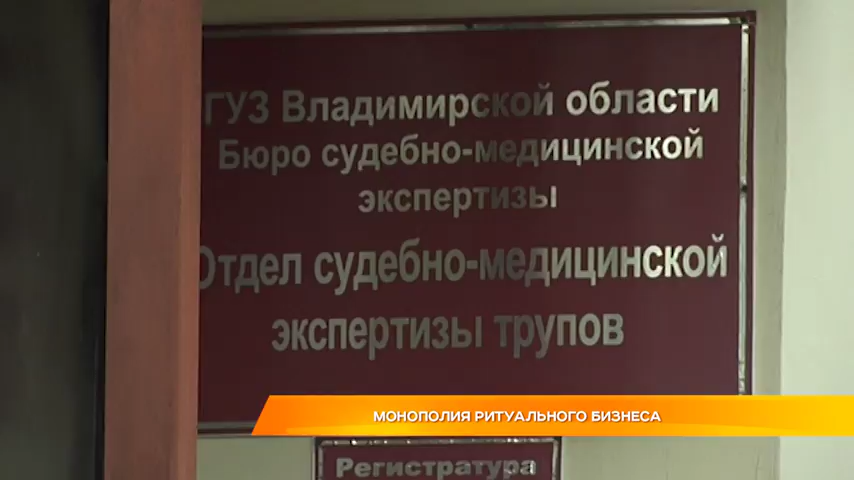 ГУЗ Владимирской области
Бюро судебно-медицинской
экспертизы
Отдел судебно-медицинской
экспертизы трупов
МОНОПОЛИЯ РИТУАЛЬНОГО БИЗНЕСА
Регистратура